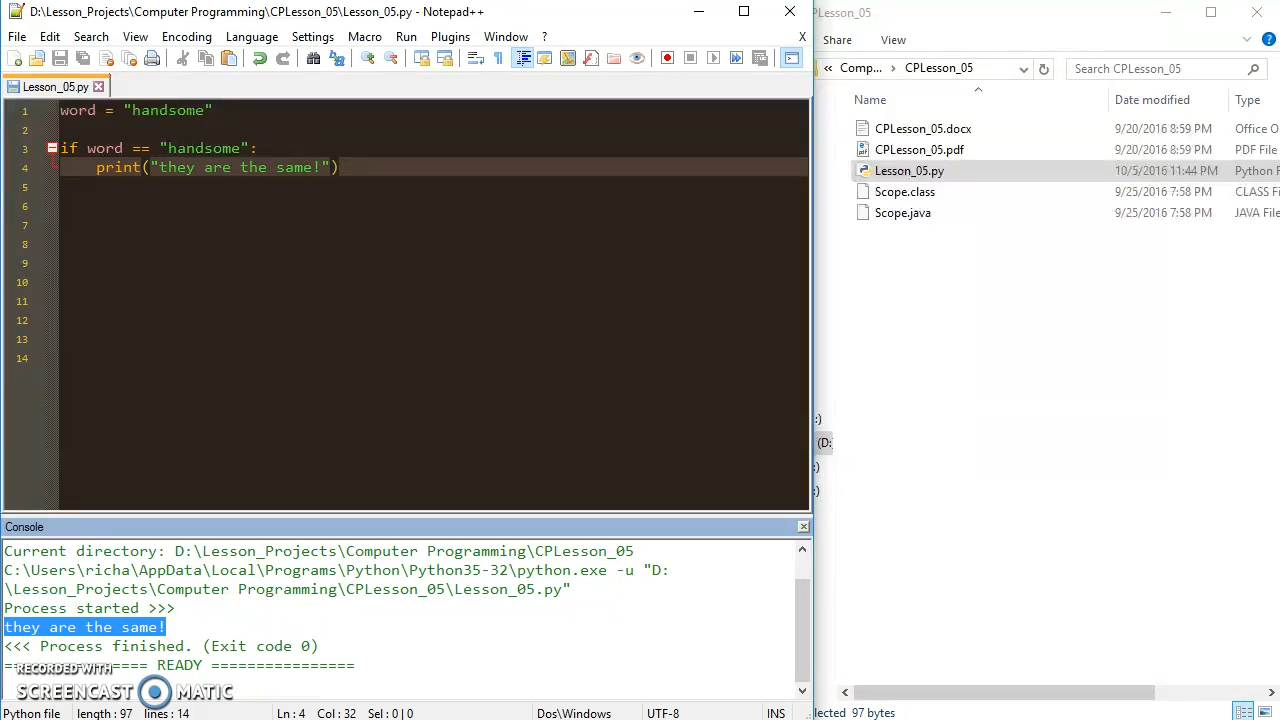 D:\Lesson_Projects\Computer Programming\CPLesson_05\Lesson_05.py - Notepad++
File Edit Search View Encoding Language Settings Macro Run Plugins Window ? X
Lesson_05.py
1 word = "handsome"
2
3 if word == "handsome":
4 print("they are the same!")
5
6
7
8
9
10
11
12
13
14
Console
Current directory: D:\Lesson_Projects\Computer Programming\CPLesson_05
C:\Users\richa\AppData\Local\Programs\Python\Python35-32\python.exe -u "D:
\Lesson_Projects\Computer Programming\CPLesson_05\Lesson_05.py"
Process started >>>
they are the same!
<<< Process finished. (Exit code 0)
================ READY ================
RECORDED WITH
SCREENCAST MATIC
Python file length : 97 lines : 14 Ln : 4 Col : 32 Sel : 0 | 0 Dos\Windows UTF-8 INS
CPLesson_05
Share View
« Comp... > CPLesson_05
Search CPLesson_05
Name Date modified Type
CPLesson_05.docx 9/20/2016 8:59 PM Office O
CPLesson_05.pdf 9/20/2016 8:59 PM PDF File
Lesson_05.py 10/5/2016 11:44 PM Python F
Scope.class 9/25/2016 7:58 PM CLASS Fi
Scope.java 9/25/2016 7:58 PM JAVA File
:)
(D:
:)
:)
elected 97 bytes